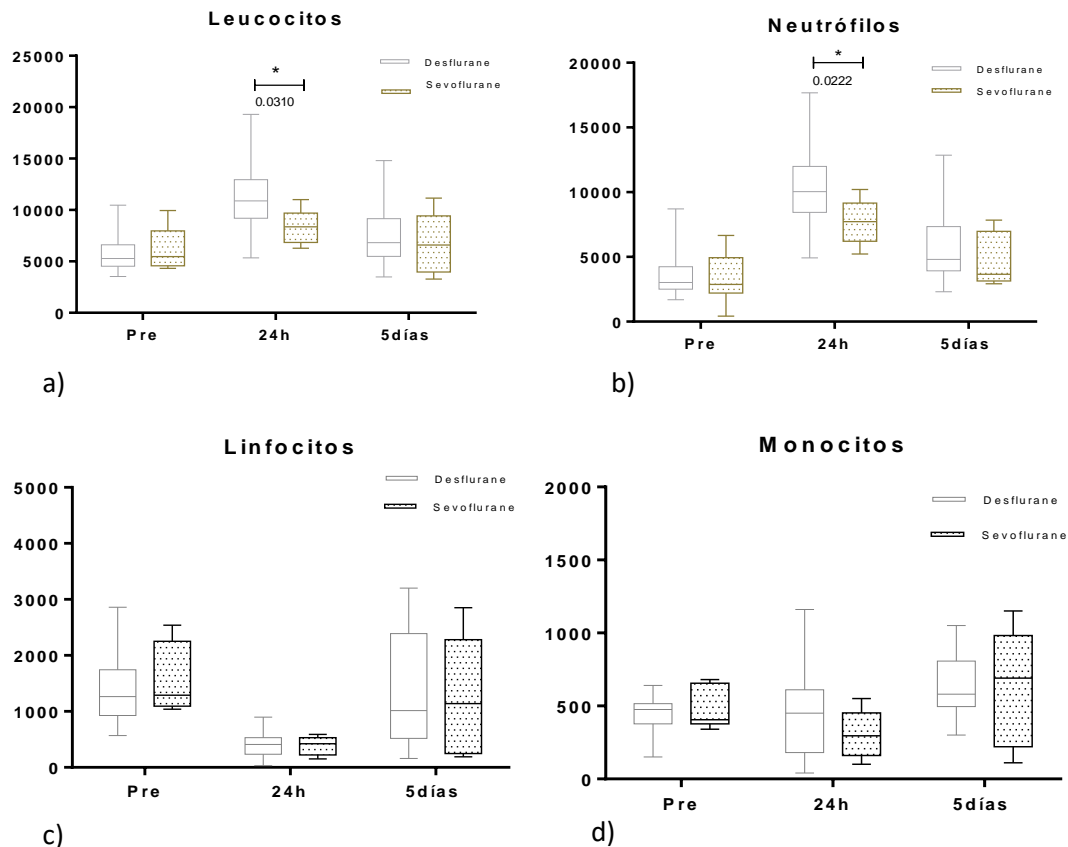 Leucocitos
25000
20000
15000
10000
5000
0
*
0.0310
Desflurane
Sevoflurane
Pre 24h 5días
a)
Neutrófilos
20000
15000
10000
5000
0
*
0.0222
Desflurane
Sevoflurane
Pre 24h 5días
b)
Linfocitos
5000
4000
3000
2000
1000
0
Desflurane
Sevoflurane
Pre 24h 5días
c)
Monocitos
2000
1500
1000
500
0
Desflurane
Sevoflurane
Pre 24h 5días
d)